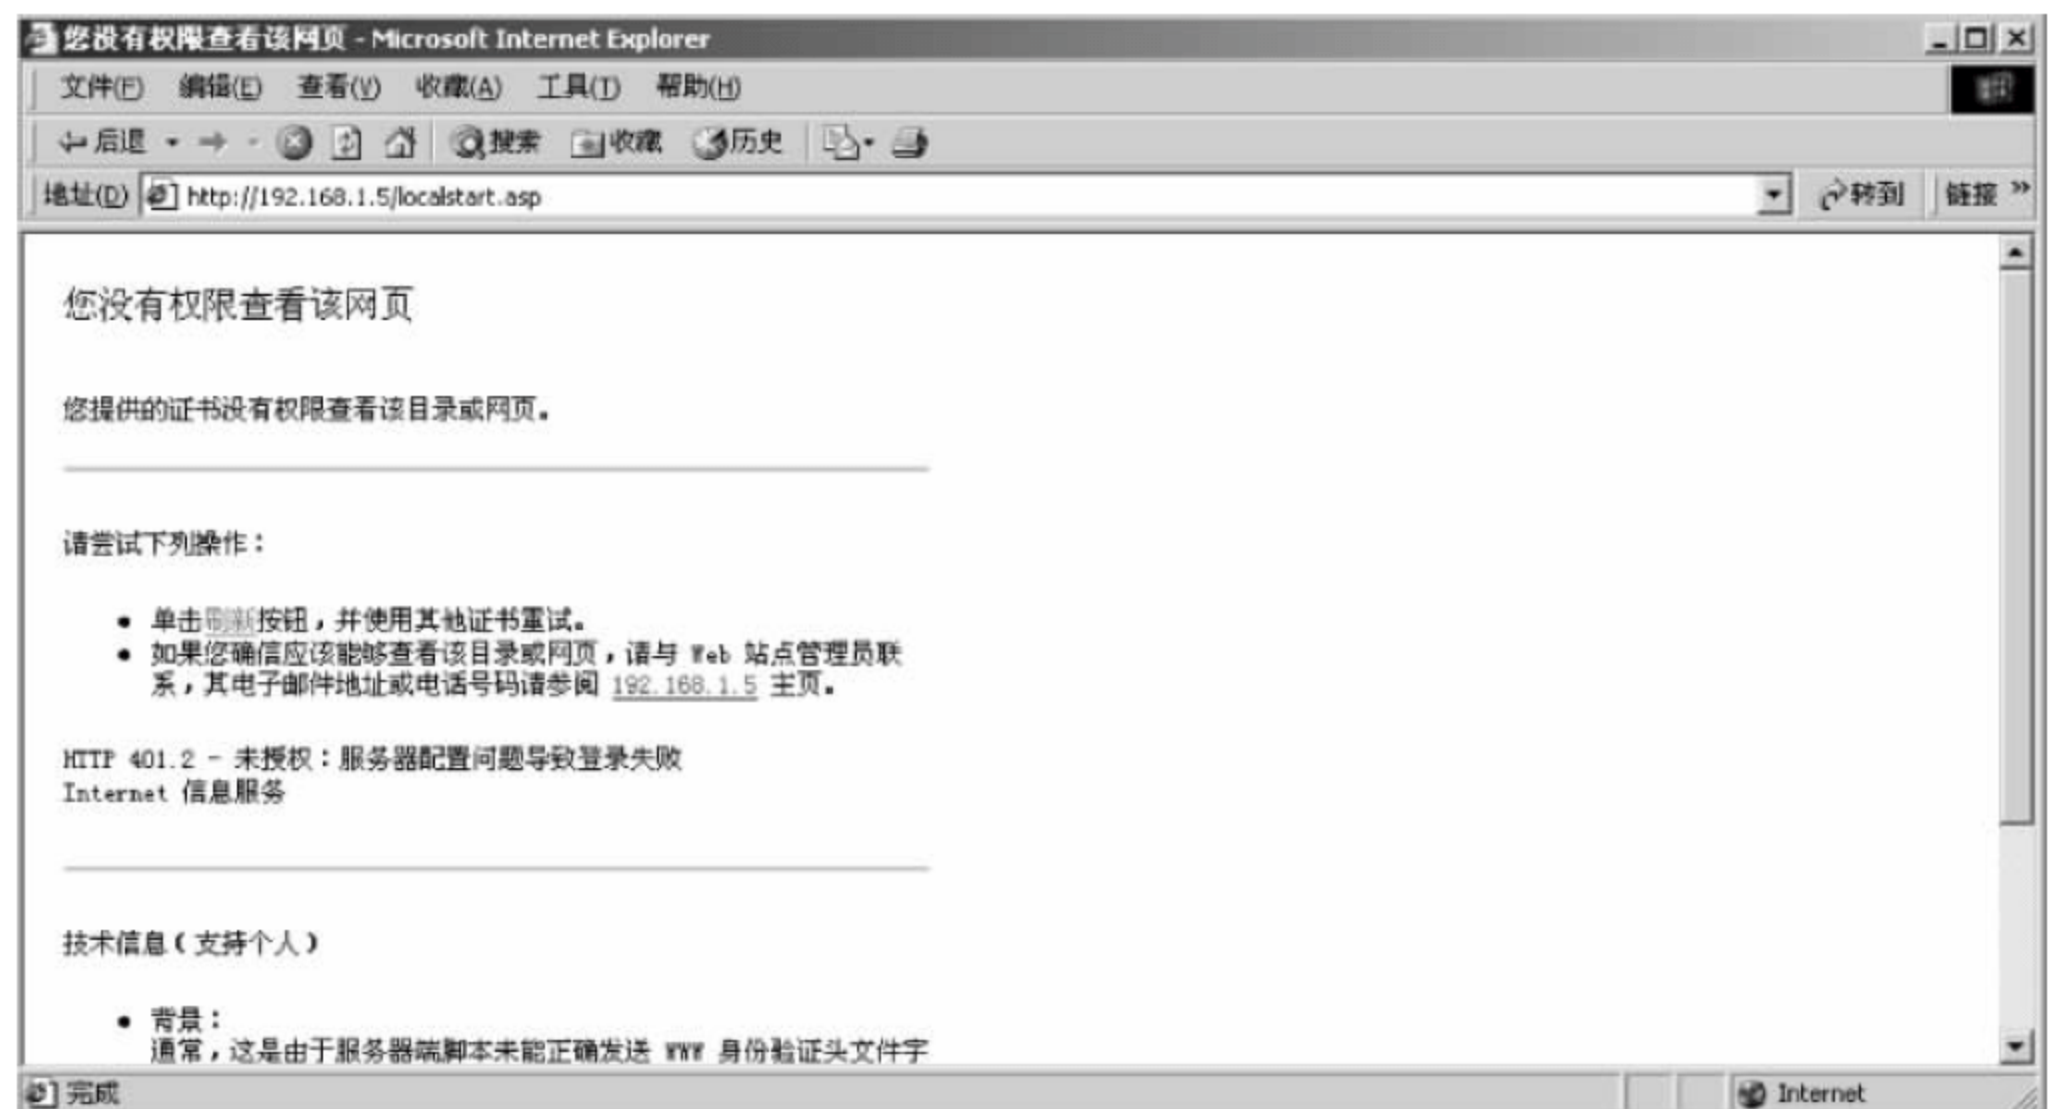 您没有权限查看该网页 - Microsoft Internet Explorer
文件(F) 编辑(E) 查看(V) 收藏(A) 工具(T) 帮助(H)
后退 搜索 收藏 历史
地址(D) http://192.168.1.5/localstart.asp 转到 链接 »
您没有权限查看该网页
您提供的证书没有权限查看该目录或网页。
请尝试下列操作：
• 单击刷新按钮，并使用其他证书重试。
• 如果您确信应该能够查看该目录或网页，请与 Web 站点管理员联
系，其电子邮件地址或电话号码请参阅 192.168.1.5 主页。
HTTP 401.2 - 未授权：服务器配置问题导致登录失败
Internet 信息服务
技术信息（支持个人）
• 背景：
通常，这是由于服务器端脚本未能正确发送 WWW 身份验证头文件字
完成 Internet